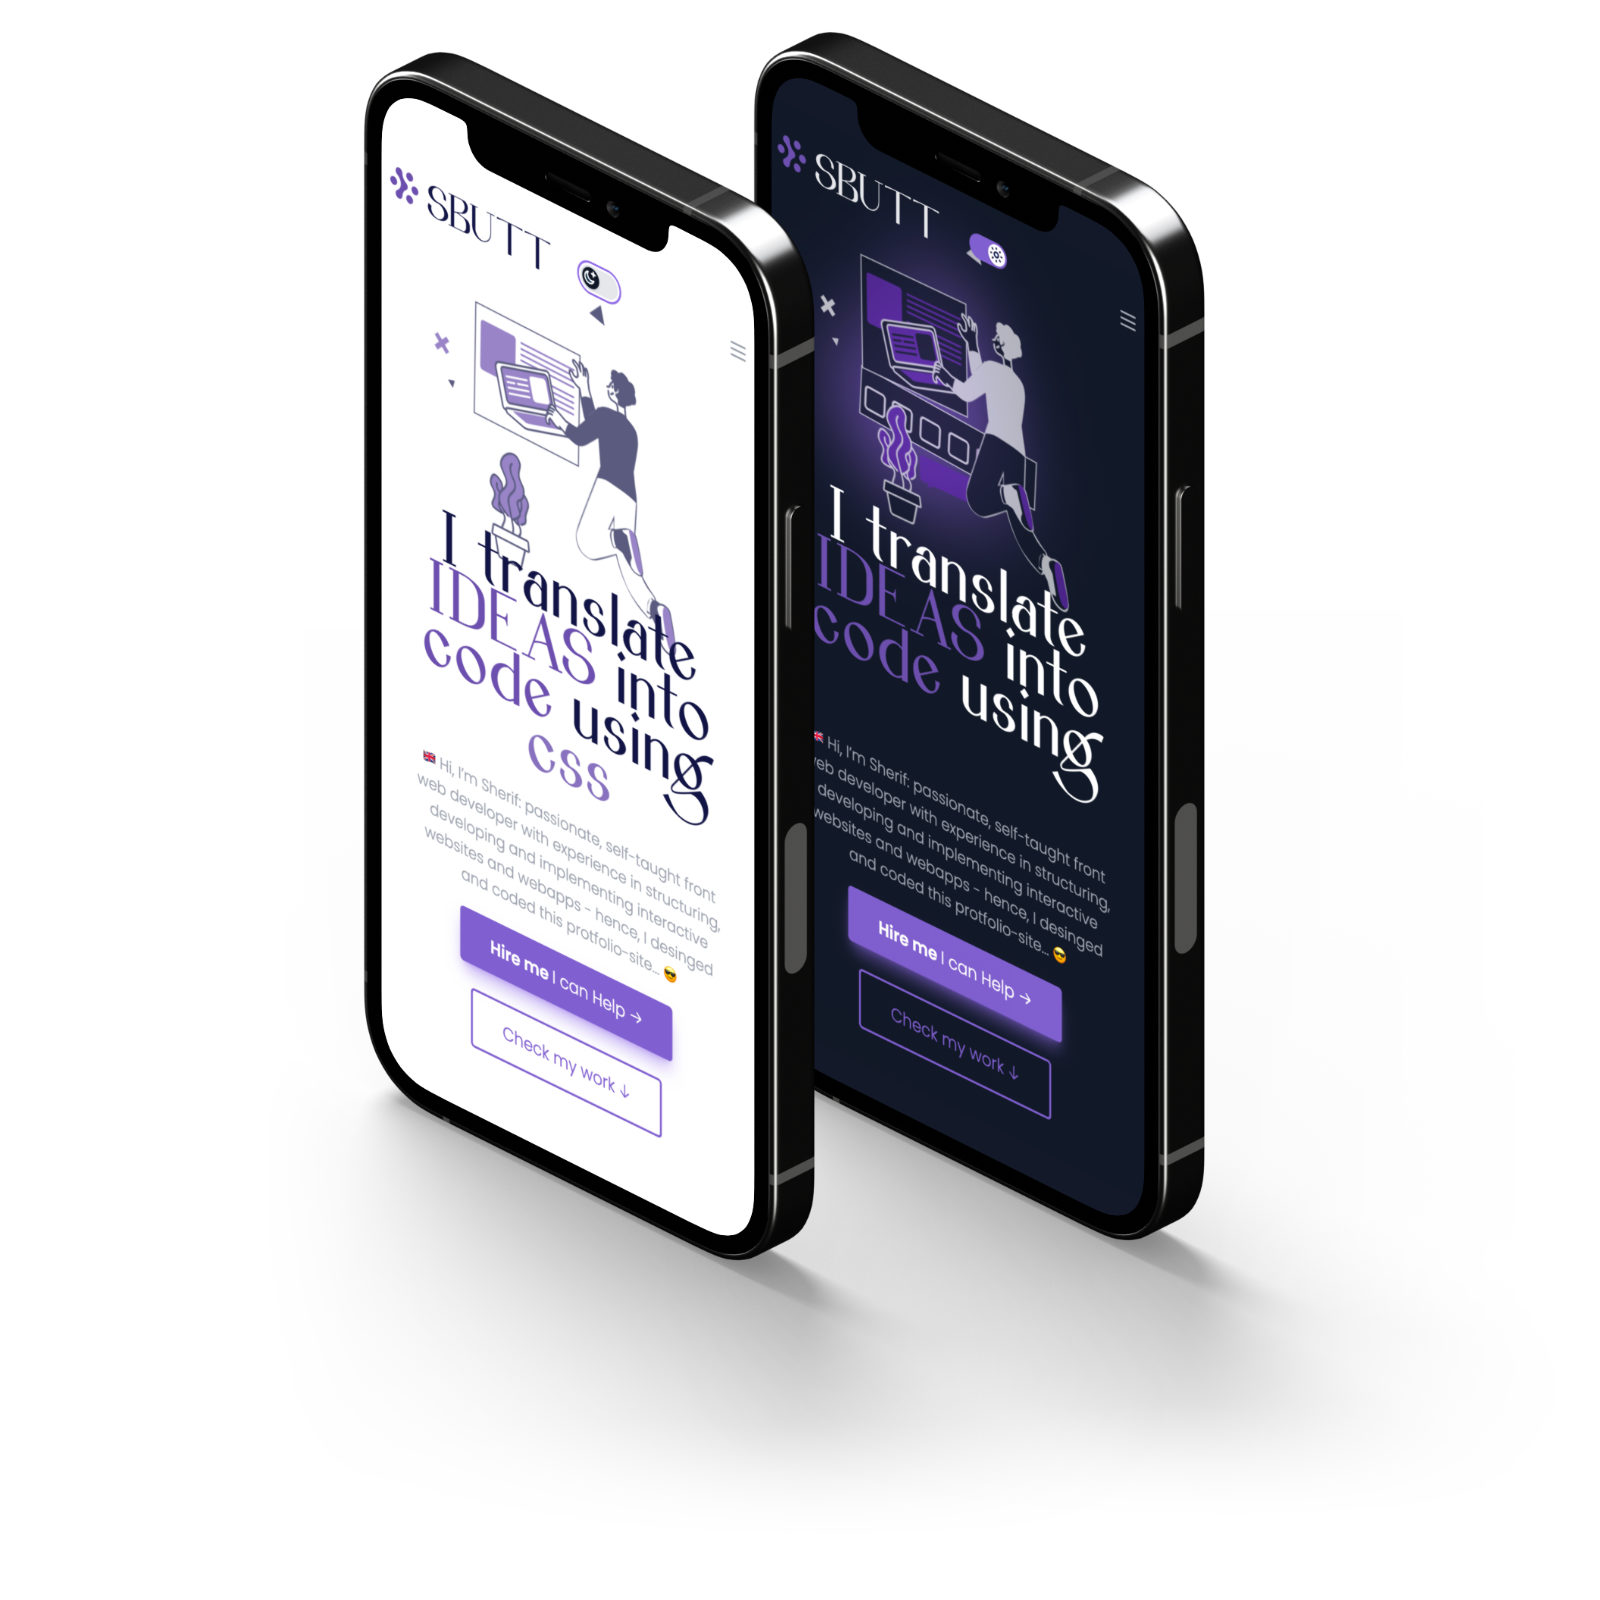 SBUTT
I translate
IDEAS into
code using
css
🇬🇧 Hi, I'm Sherif: passionate, self-taught front
web developer with experience in structuring,
developing and implementing interactive
websites and webapps - hence, I desinged
and coded this protfolio-site... 😎
Hire me I can Help →
Check my work ↓
SBUTT
I translate
IDEAS into
code using
Hi, I'm Sherif: passionate, self-taught front
web developer with experience in structuring,
developing and implementing interactive
websites and webapps - hence, I desinged
and coded this protfolio-site... 😎
Hire me I can Help →
Check my work ↓